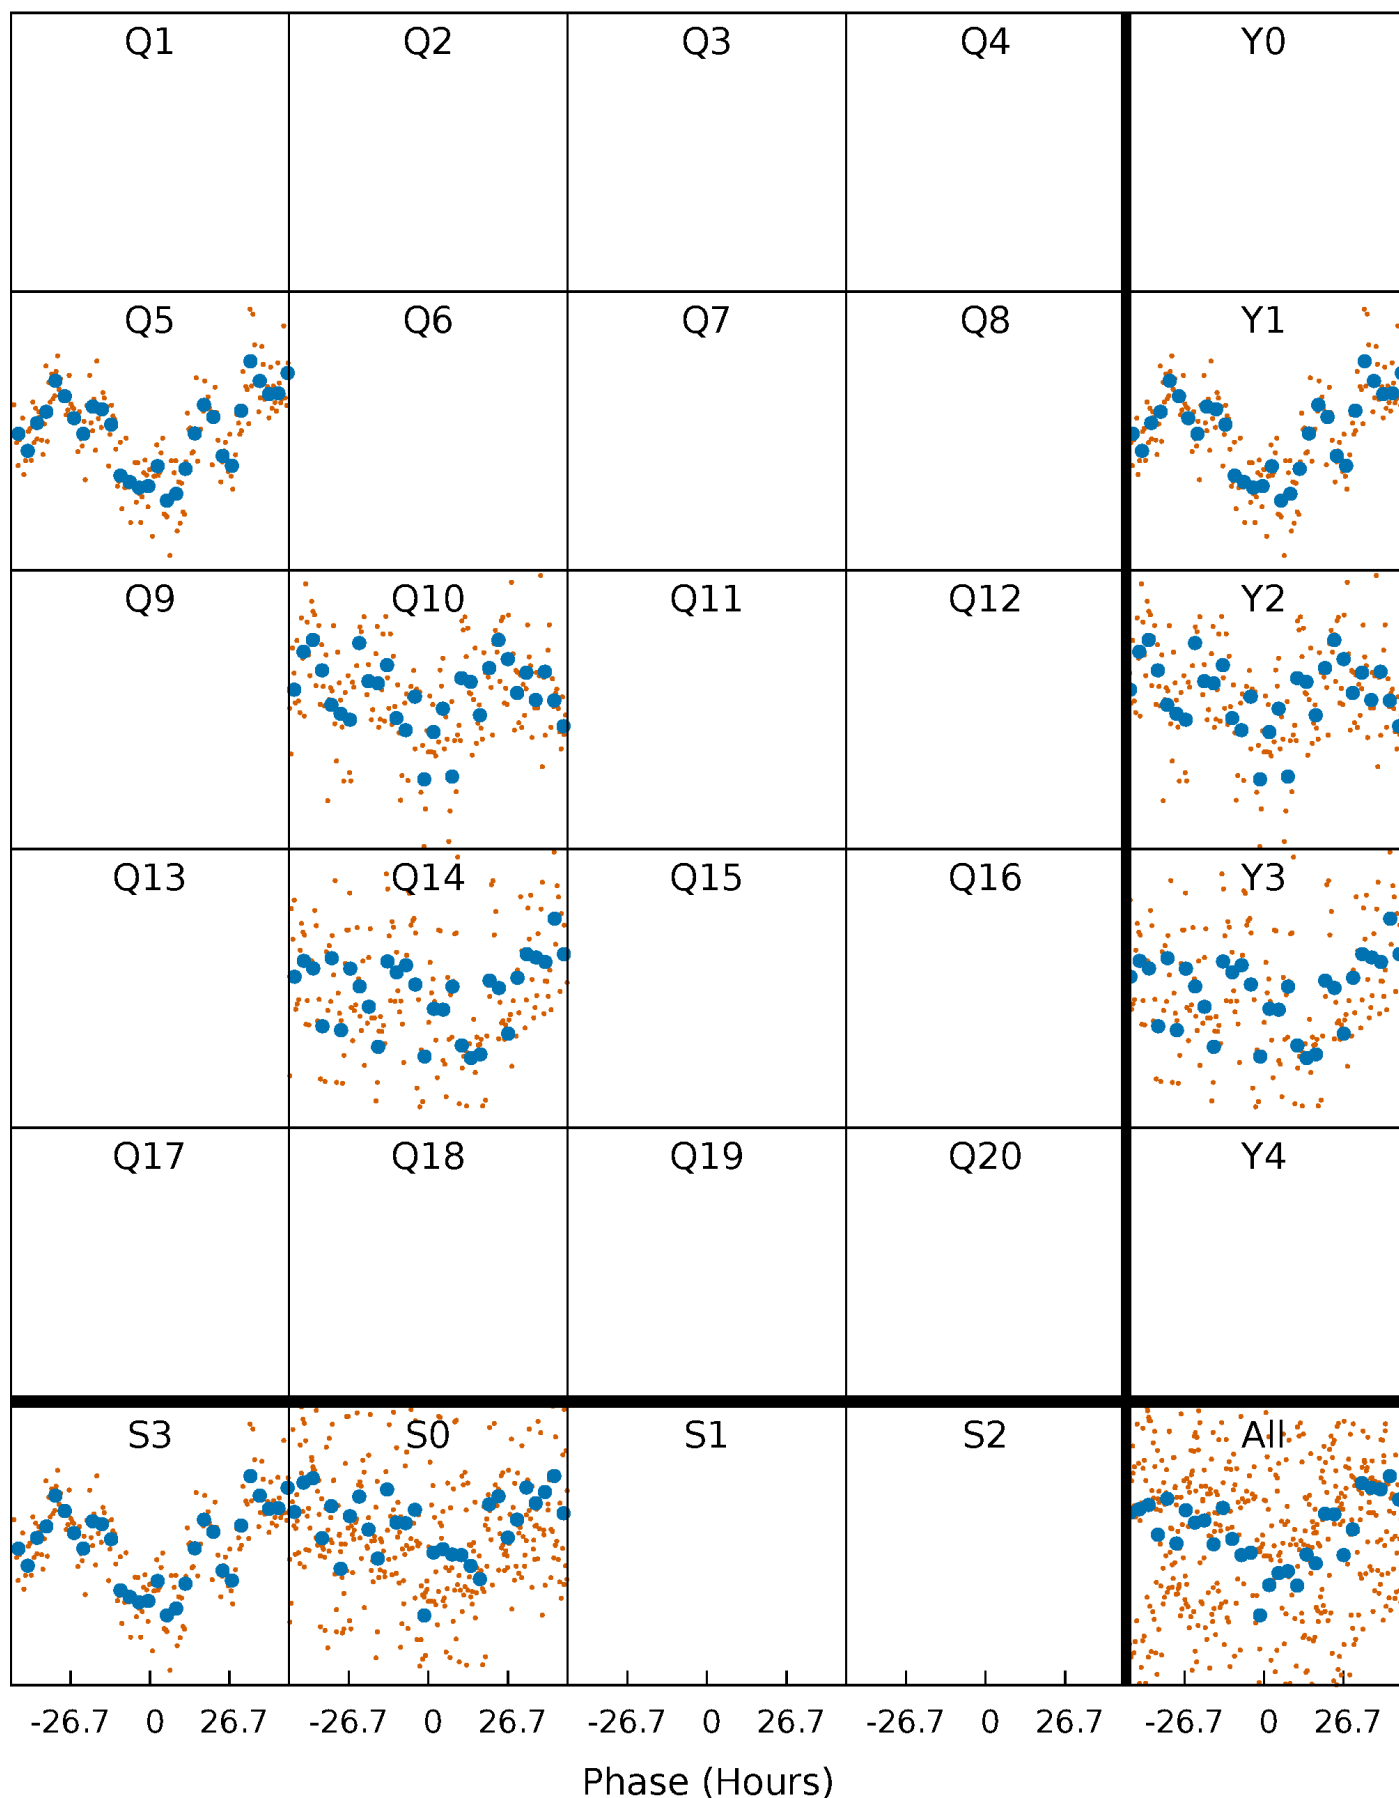 Q1 Q2 Q3 Q4 Y0
Q5 Q6 Q7 Q8 Y1
Q9 Q10 Q11 Q12 Y2
Q13 Q14 Q15 Q16 Y3
Q17 Q18 Q19 Q20 Y4
S3 S0 S1 S2 All
-26.7 0 26.7 -26.7 0 26.7 -26.7 0 26.7 -26.7 0 26.7 -26.7 0 26.7
Phase (Hours)